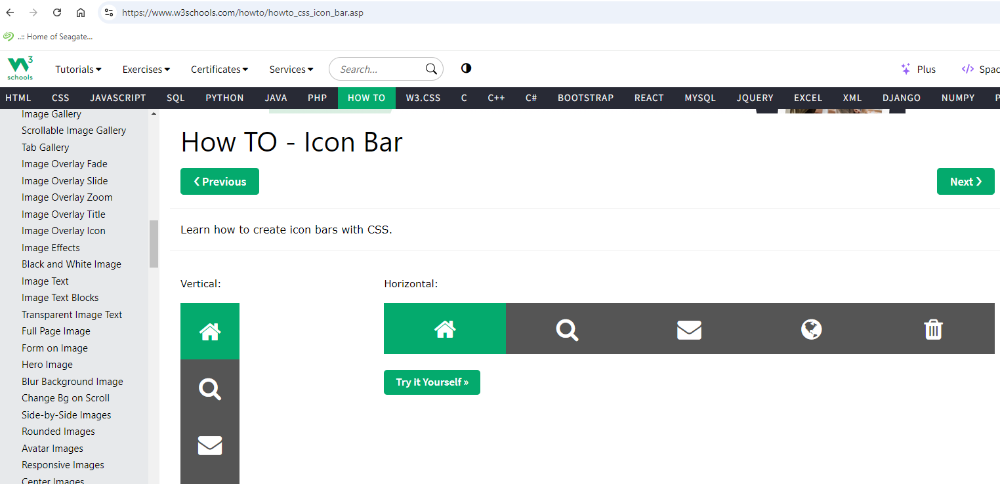 https://www.w3schools.com/howto/howto_css_icon_bar.asp
..:: Home of Seagate...
W3 schools
Tutorials Exercises Certificates Services Search... Plus Spac
HTML CSS JAVASCRIPT SQL PYTHON JAVA PHP HOW TO W3.CSS C C++ C# BOOTSTRAP REACT MYSQL JQUERY EXCEL XML DJANGO NUMPY P
Image Gallery
Scrollable Image Gallery
Tab Gallery
Image Overlay Fade
Image Overlay Slide
Image Overlay Zoom
Image Overlay Title
Image Overlay Icon
Image Effects
Black and White Image
Image Text
Image Text Blocks
Transparent Image Text
Full Page Image
Form on Image
Hero Image
Blur Background Image
Change Bg on Scroll
Side-by-Side Images
Rounded Images
Avatar Images
Responsive Images
Center Images
How TO - Icon Bar
❮ Previous
Next ❯
Learn how to create icon bars with CSS.
Vertical:
Horizontal:
Try it Yourself »